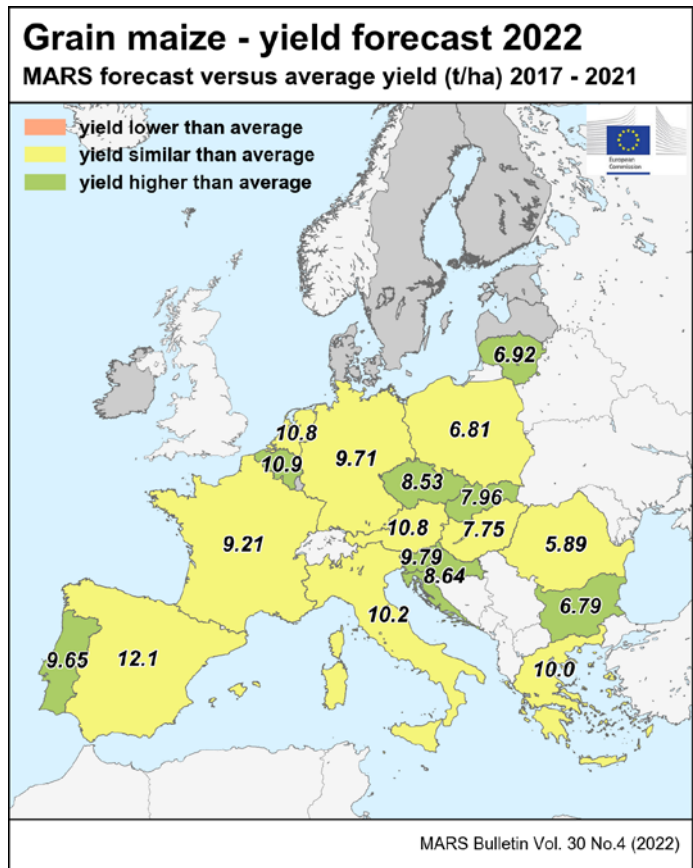 Grain maize - yield forecast 2022
MARS forecast versus average yield (t/ha) 2017 - 2021
yield lower than average
yield similar than average
yield higher than average
European
Commission
6.92
10.8
6.81
9.71
10.9
8.53
7.96
10.8
7.75
9.21
5.89
9.79
8.64
6.79
10.2
9.65
12.1
10.0
MARS Bulletin Vol. 30 No.4 (2022)